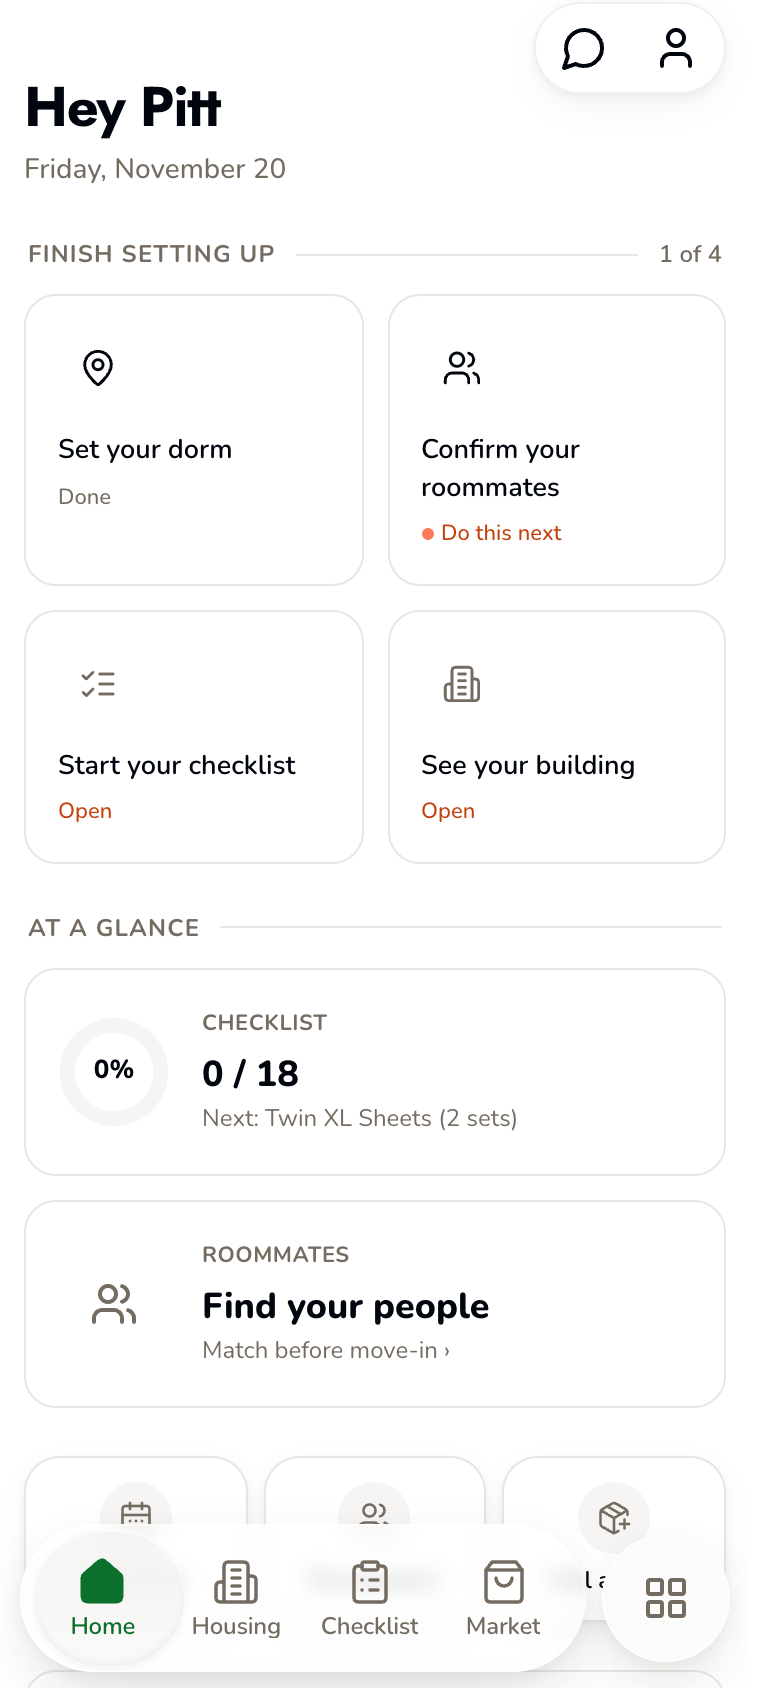 Hey Pitt
Friday, November 20
FINISH SETTING UP
1 of 4
Set your dorm
Done
Confirm your
roommates
Do this next
Start your checklist
Open
See your building
Open
AT A GLANCE
0%
CHECKLIST
0 / 18
Next: Twin XL Sheets (2 sets)
ROOMMATES
Find your people
Match before move-in ›
Home
Housing
Checklist
Market